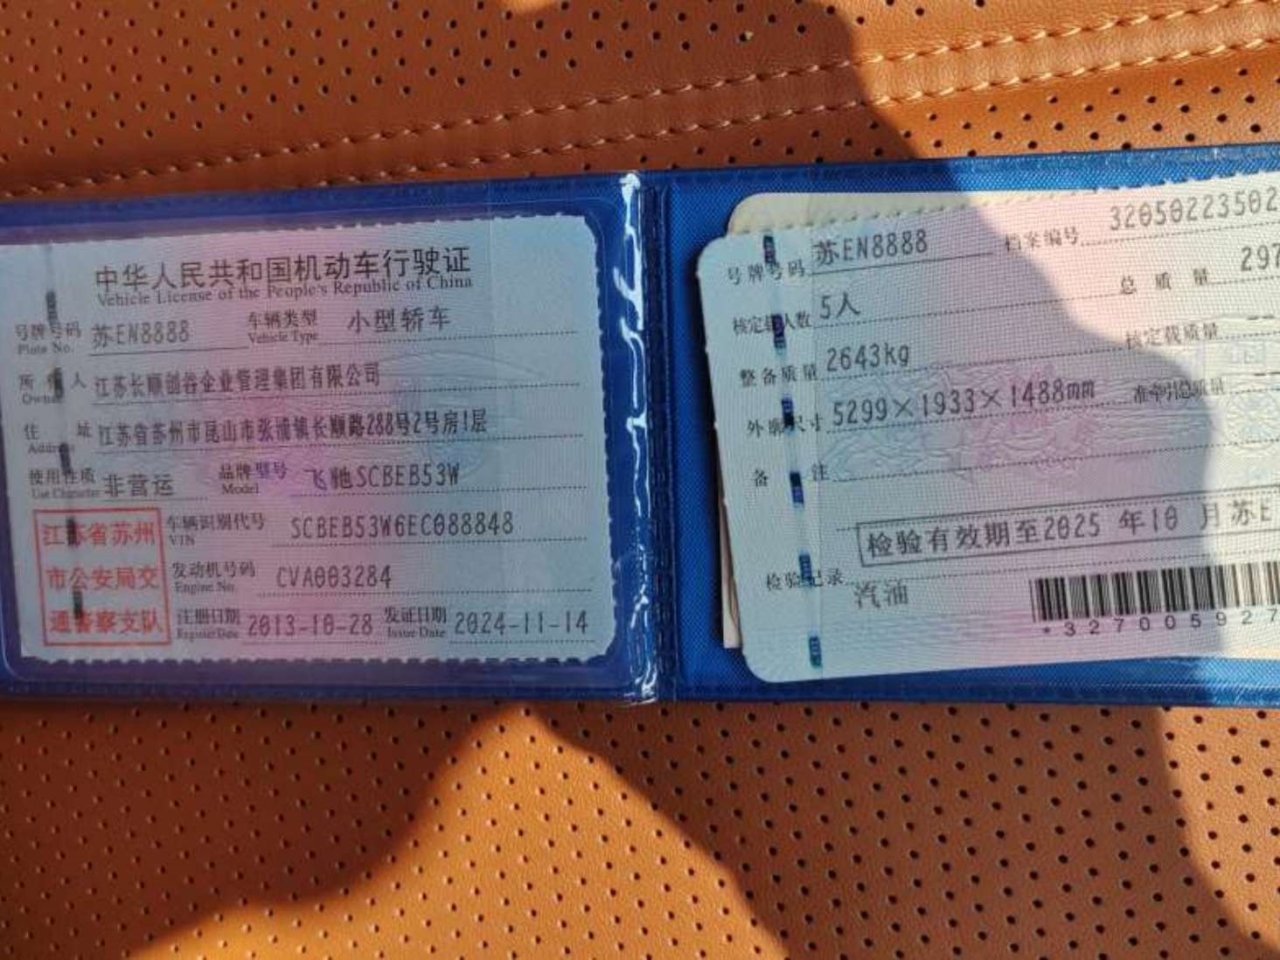 中华人民共和国机动车行驶证
Vehicle License of the People's Republic of China
号牌号码 苏EN8888 车辆类型 小型轿车
Plate No. Vehicle Type
所有人 江苏长顺创谷企业管理集团有限公司
Owner
住址 江苏省苏州市昆山市张浦镇长顺路288号2号房1层
Address
使用性质 非营运 品牌型号 飞驰SCBEB53W
Use Character Model
江苏省苏州
市公安局交
通警察支队
车辆识别代号 SCBEB53W6EC088848
VIN
发动机号码 CVA003284
Engine No.
注册日期 2013-10-28 发证日期 2024-11-14
Register Date Issue Date
号牌号码 苏EN8888 档案编号 32050223502
核定载人数 5人 总质量 297
整备质量 2643kg 核定载质量 --
外廓尺寸 5299×1933×1488mm 准牵引总质量
备注
检验有效期至2025 年10 月苏E
检验记录
汽油
*327005927